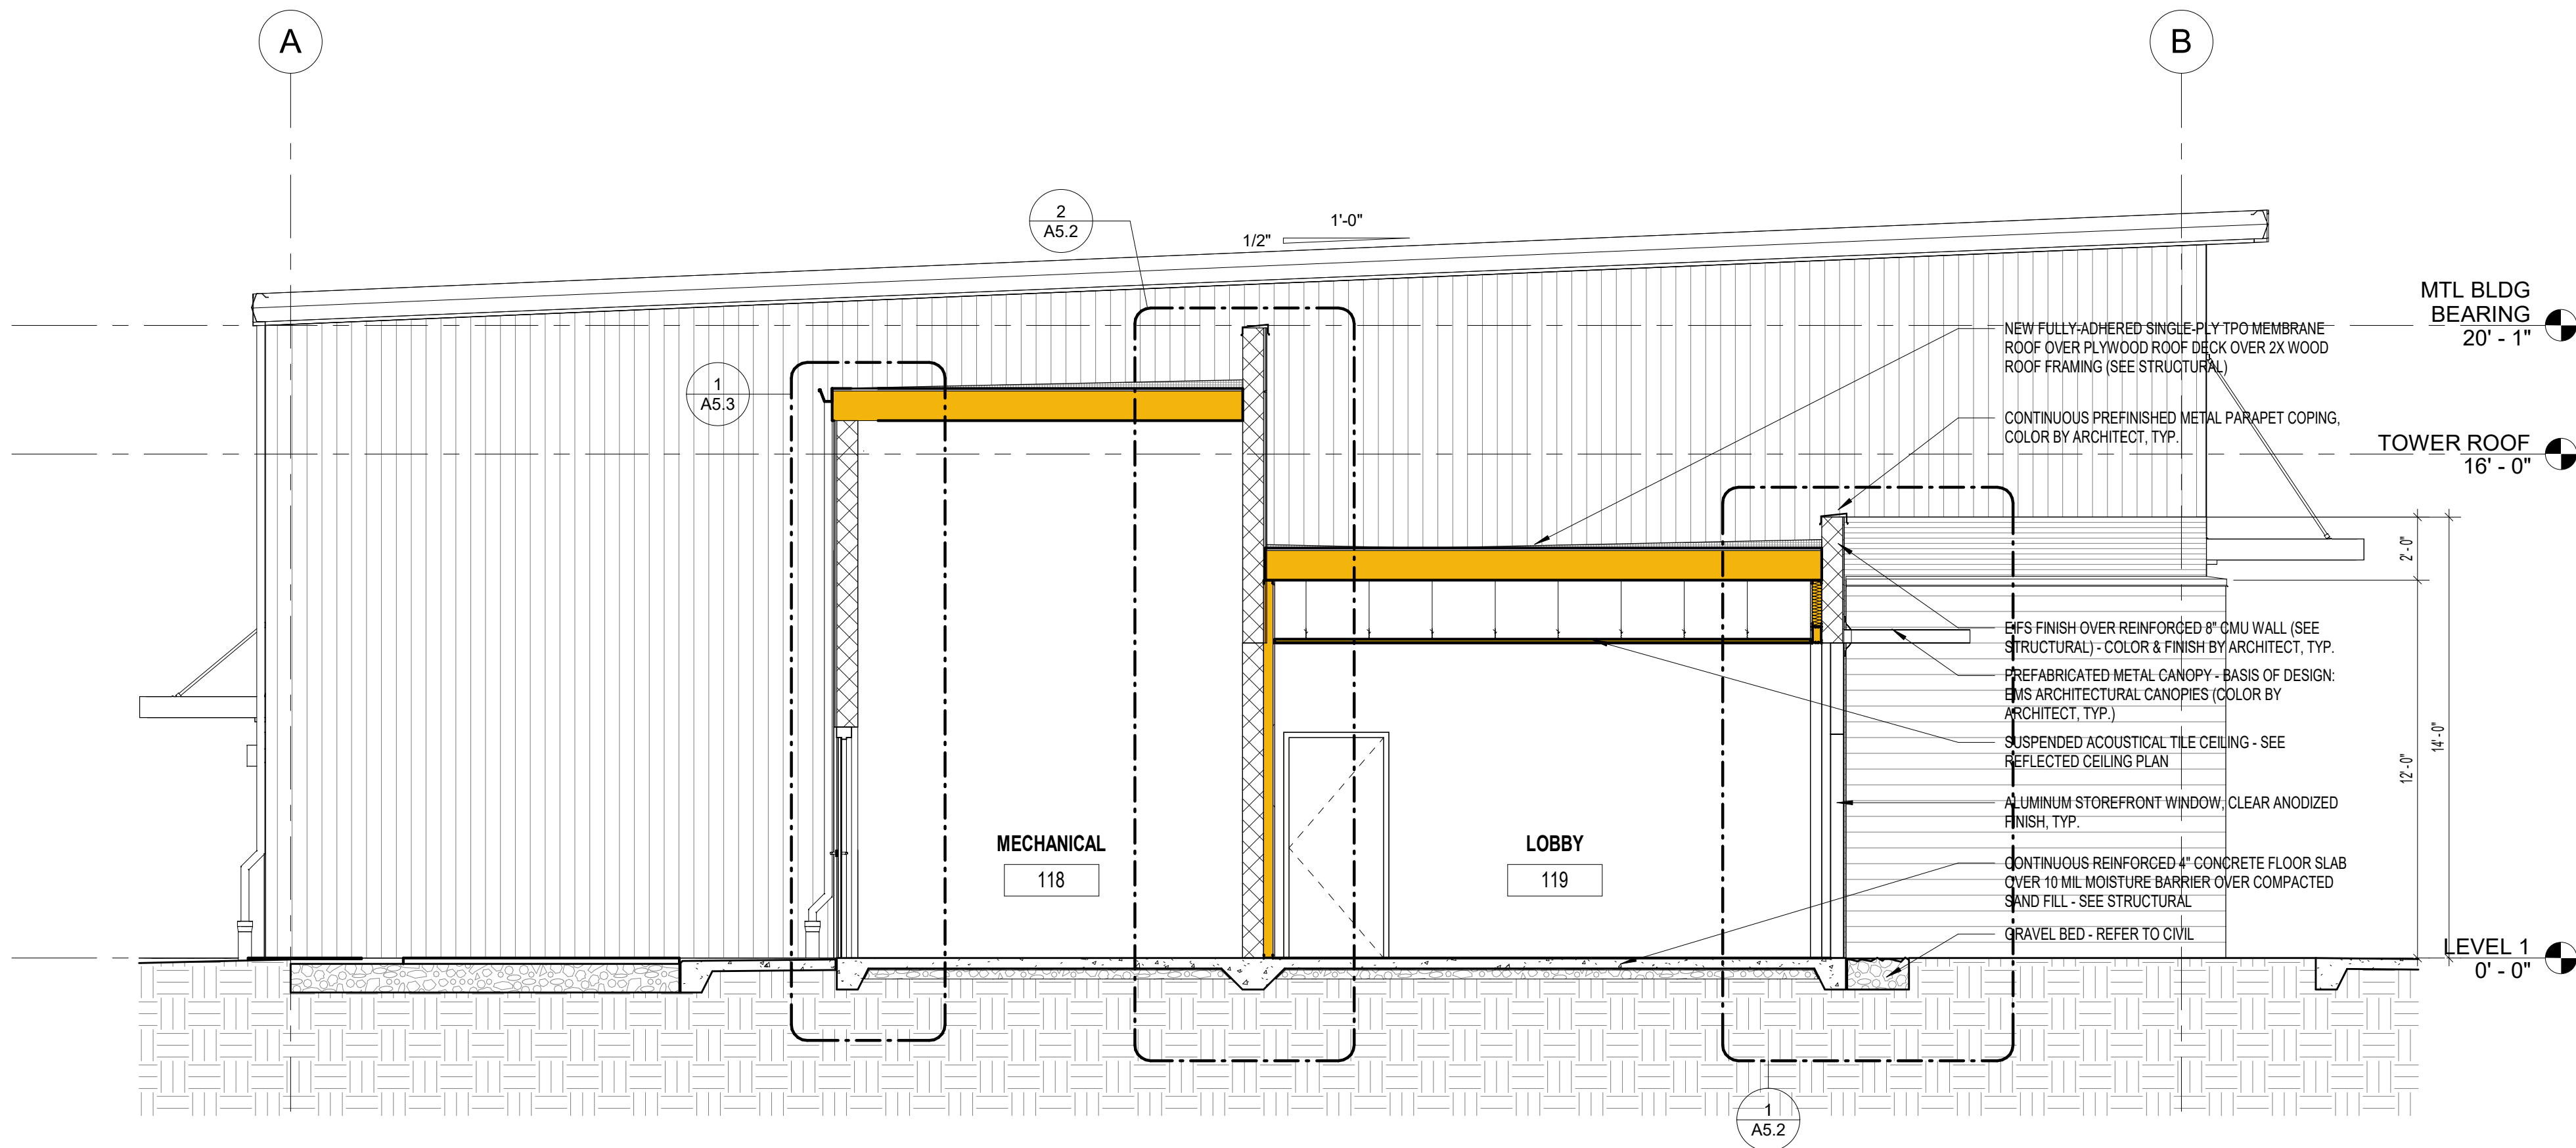 A
B
2
A5.2
1'-0"
1/2"
1
A5.3
MTL BLDG
BEARING
20' - 1"
TOWER ROOF
16' - 0"
NEW FULLY-ADHERED SINGLE-PLY TPO MEMBRANE
ROOF OVER PLYWOOD ROOF DECK OVER 2X WOOD
ROOF FRAMING (SEE STRUCTURAL)
CONTINUOUS PREFINISHED METAL PARAPET COPING,
COLOR BY ARCHITECT, TYP.
EIFS FINISH OVER REINFORCED 8" CMU WALL (SEE
STRUCTURAL) - COLOR & FINISH BY ARCHITECT, TYP.
PREFABRICATED METAL CANOPY - BASIS OF DESIGN:
EMS ARCHITECTURAL CANOPIES (COLOR BY
ARCHITECT, TYP.)
SUSPENDED ACOUSTICAL TILE CEILING - SEE
REFLECTED CEILING PLAN
ALUMINUM STOREFRONT WINDOW, CLEAR ANODIZED
FINISH, TYP.
CONTINUOUS REINFORCED 4" CONCRETE FLOOR SLAB
OVER 10 MIL MOISTURE BARRIER OVER COMPACTED
SAND FILL - SEE STRUCTURAL
GRAVEL BED - REFER TO CIVIL
2'-0"
12'-0"
14'-0"
MECHANICAL
118
LOBBY
119
LEVEL 1
0' - 0"
1
A5.2